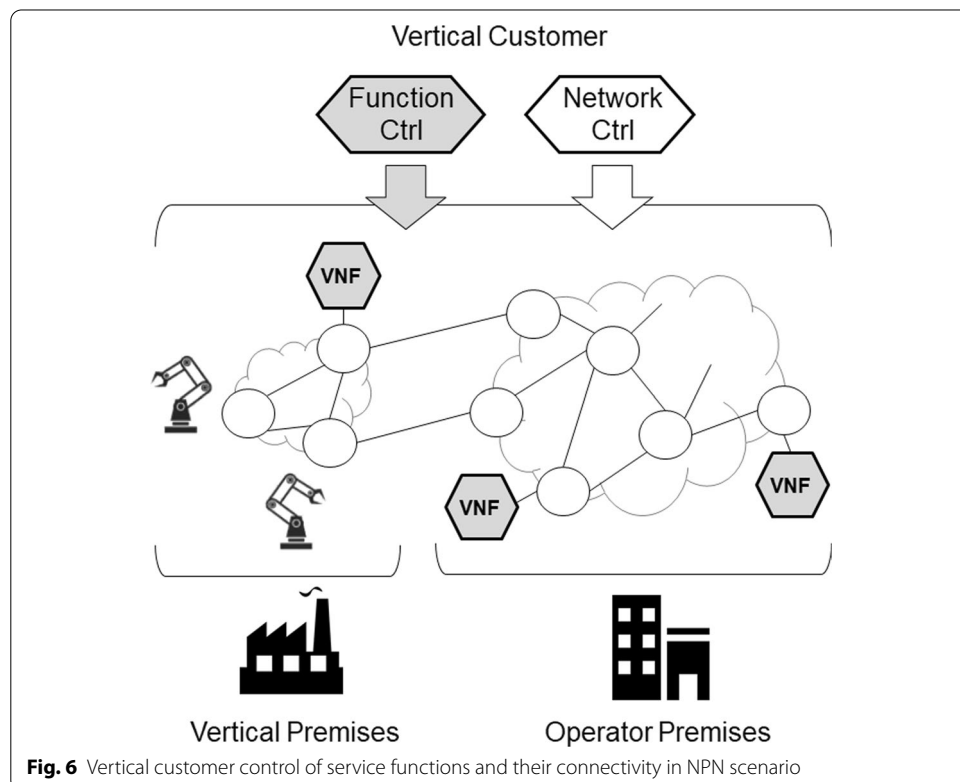 Vertical Customer
Function
Ctrl
Network
Ctrl
VNF
VNF
VNF
Vertical Premises
Operator Premises
Fig. 6 Vertical customer control of service functions and their connectivity in NPN scenario